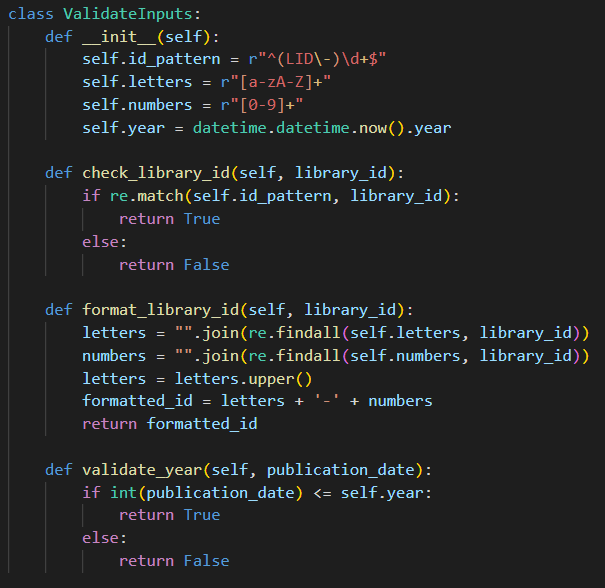 class ValidateInputs:
    def __init__(self):
        self.id_pattern = r"^(LID\-)\d+$"
        self.letters = r"[a-zA-Z]+"
        self.numbers = r"[0-9]+"
        self.year = datetime.datetime.now().year

    def check_library_id(self, library_id):
        if re.match(self.id_pattern, library_id):
            return True
        else:
            return False

    def format_library_id(self, library_id):
        letters = "".join(re.findall(self.letters, library_id))
        numbers = "".join(re.findall(self.numbers, library_id))
        letters = letters.upper()
        formatted_id = letters + '-' + numbers
        return formatted_id

    def validate_year(self, publication_date):
        if int(publication_date) <= self.year:
            return True
        else:
            return False